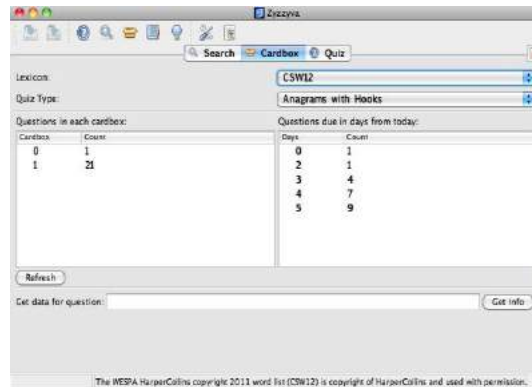 Zyzzyva
Search Cardbox Quiz
Lexicon: CSW12
Quiz Type: Anagrams with Hooks
Questions in each cardbox:
Cardbox Count
0 1
1 21
Questions due in days from today:
Days Count
0 1
2 1
3 4
4 7
5 9
Refresh
Get data for question: Get Info
The WESPA HarperCollins copyright 2011 word list (CSW12) is copyright of HarperCollins and used with permission.